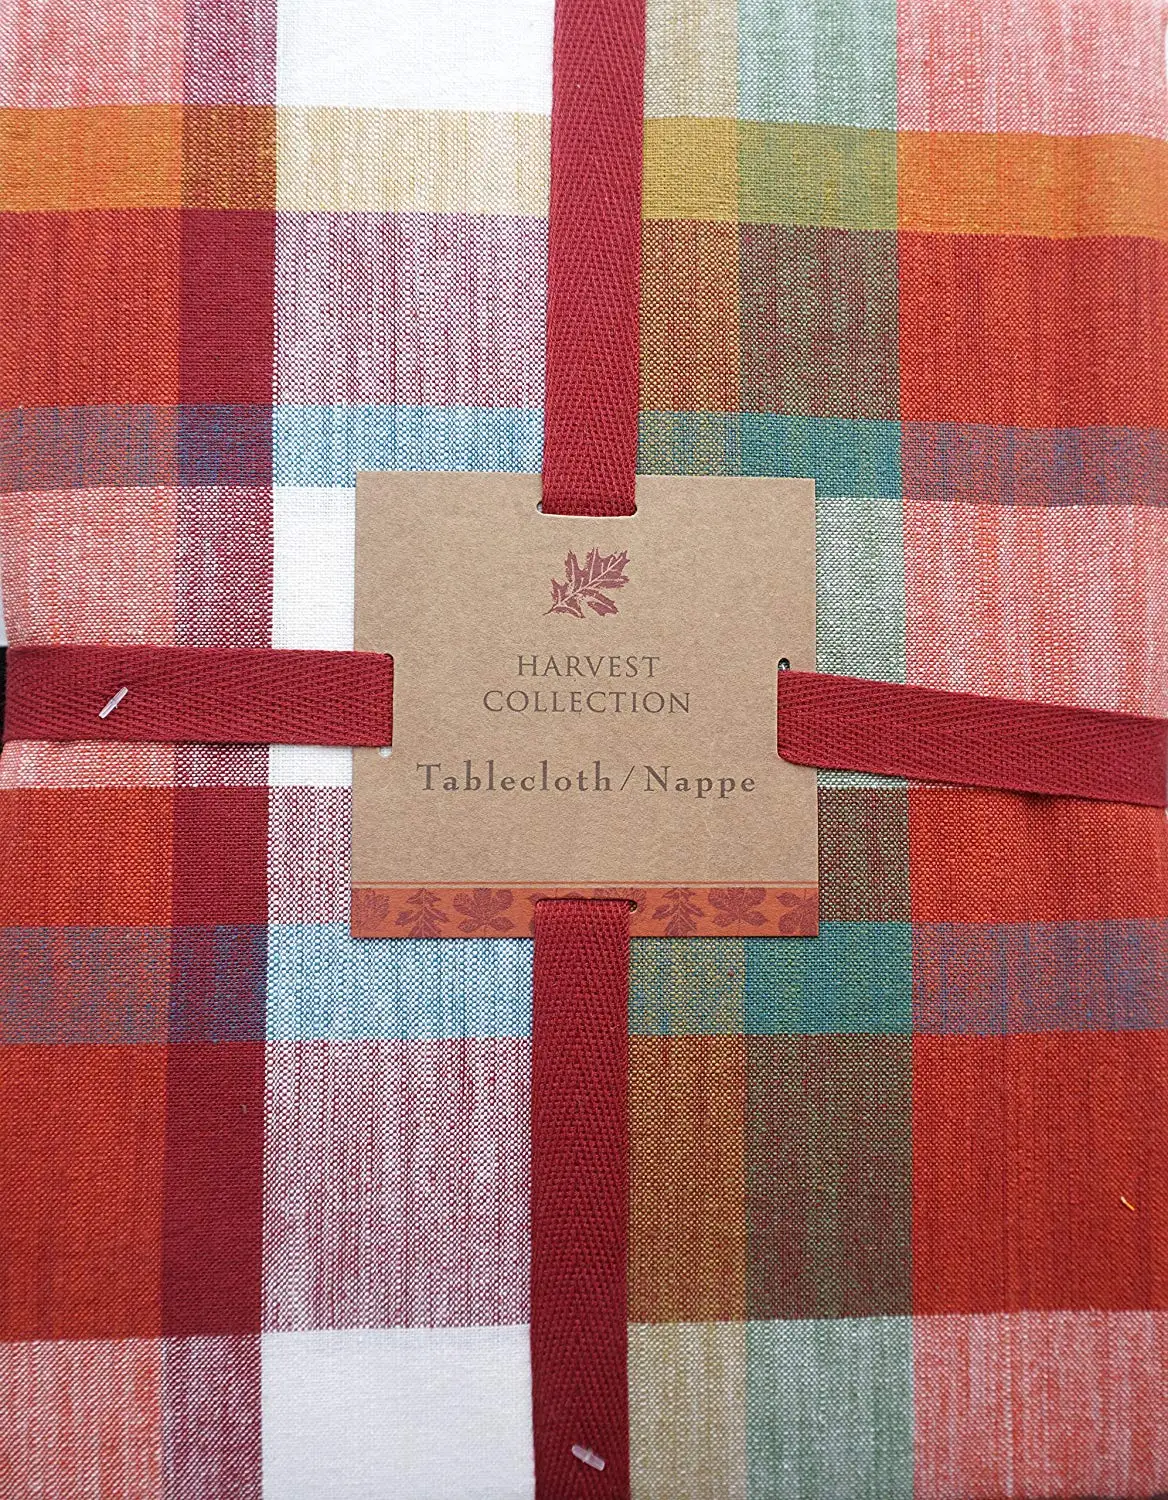 HARVEST
COLLECTION
Tablecloth / Nappe